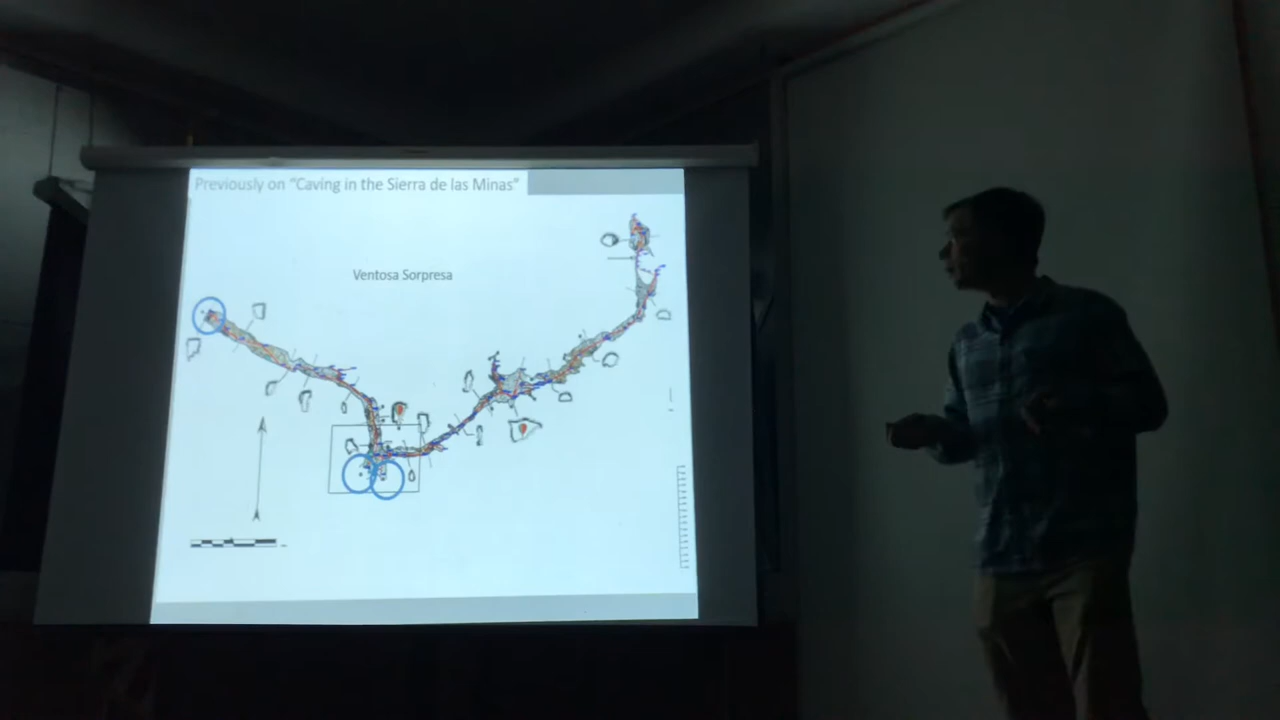 Previously on "Caving in the Sierra de las Minas"
Ventosa Sorpresa